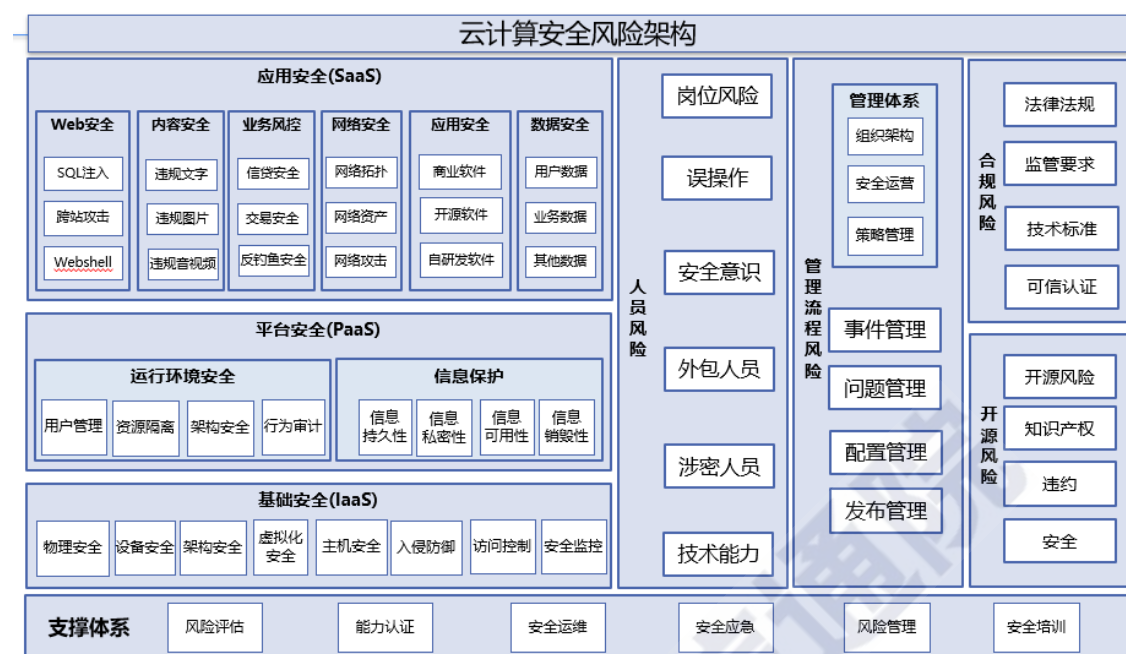 云计算安全风险架构
应用安全(SaaS)
Web安全
SQL注入
跨站攻击
Webshell
内容安全
违规文字
违规图片
违规音视频
业务风控
信贷安全
交易安全
反钓鱼安全
网络安全
网络拓扑
网络资产
网络攻击
应用安全
商业软件
开源软件
自研发软件
数据安全
用户数据
业务数据
其他数据
平台安全(PaaS)
运行环境安全
用户管理
资源隔离
架构安全
行为审计
信息保护
信息
持久性
信息
私密性
信息
可用性
信息
销毁性
基础安全(IaaS)
物理安全
设备安全
架构安全
虚拟化
安全
主机安全
入侵防御
访问控制
安全监控
人员风险
岗位风险
误操作
安全意识
外包人员
涉密人员
技术能力
管理流程风险
管理体系
组织架构
安全运营
策略管理
事件管理
问题管理
配置管理
发布管理
合规风险
法律法规
监管要求
技术标准
可信认证
开源风险
开源风险
知识产权
违约
安全
支撑体系
风险评估
能力认证
安全运维
安全应急
风险管理
安全培训
通院